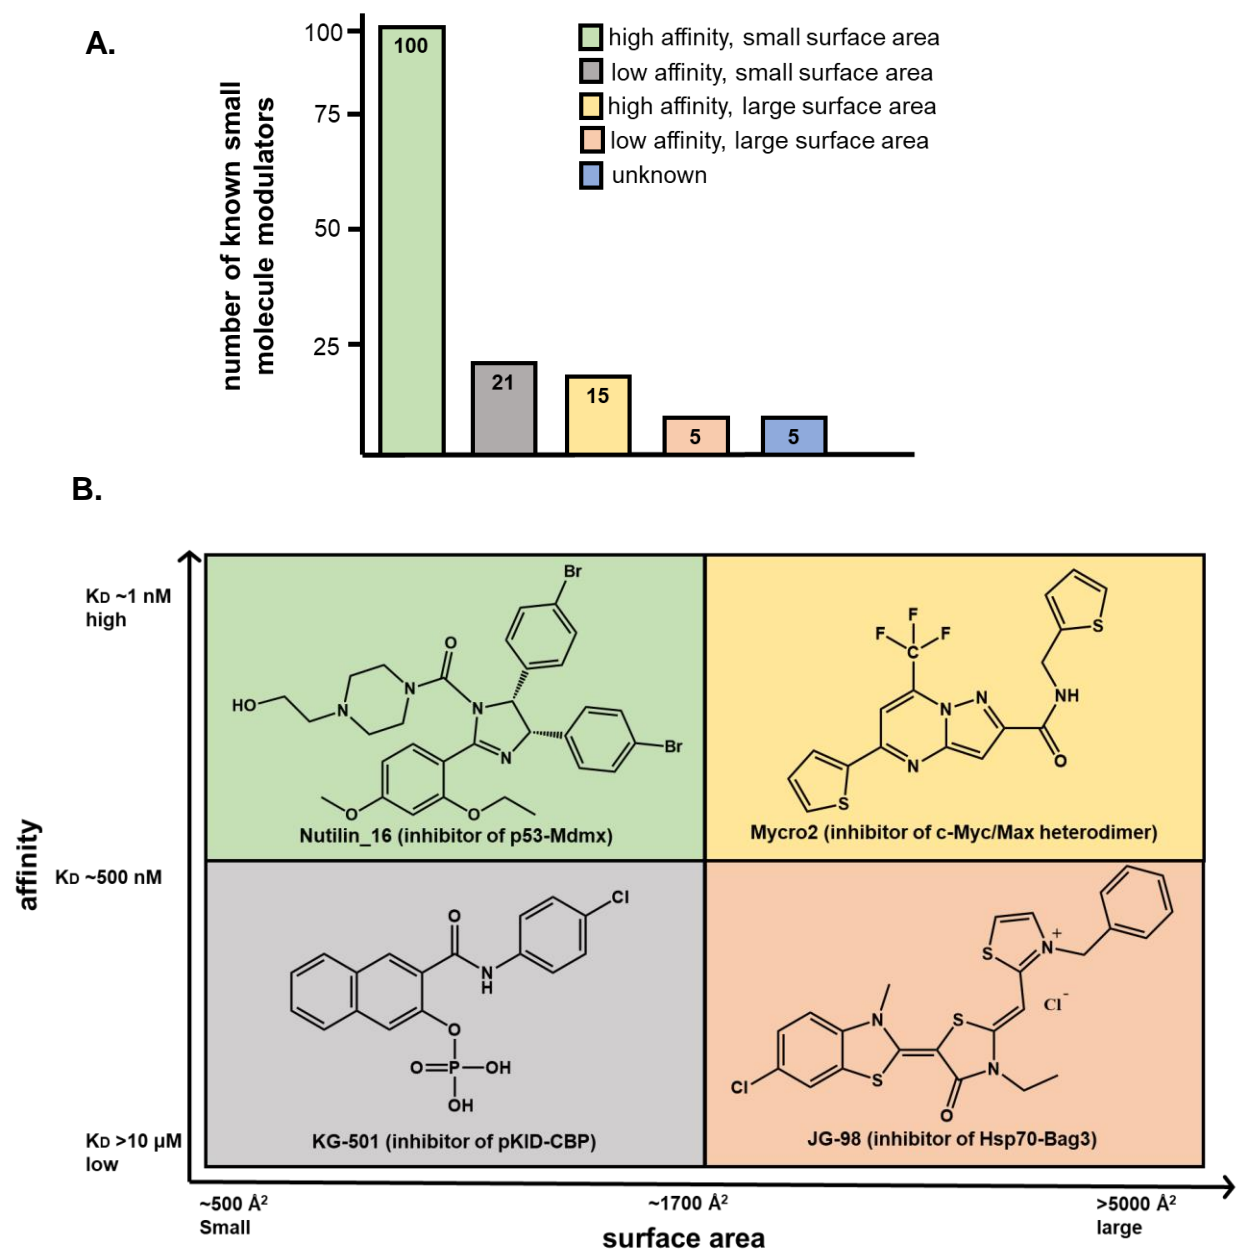 A.
number of known small
molecule modulators
100
75
50
25
100
21
15
5
5
high affinity, small surface area
low affinity, small surface area
high affinity, large surface area
low affinity, large surface area
unknown
B.
affinity
KD ~1 nM
high
KD ~500 nM
KD >10 µM
low
Br
O
HO
N
N
N
N
Br
O
O
Nutilin_16 (inhibitor of p53-Mdmx)
F
F
F
C
S
NH
N
N
N
O
S
Mycro2 (inhibitor of c-Myc/Max heterodimer)
Cl
O
N
H
O
O
P
OH
OH
KG-501 (inhibitor of pKID-CBP)
S
N
+
Cl-
N
S
S
N
Cl
O
JG-98 (inhibitor of Hsp70-Bag3)
~500 Å²
Small
~1700 Å²
>5000 Å²
large
surface area